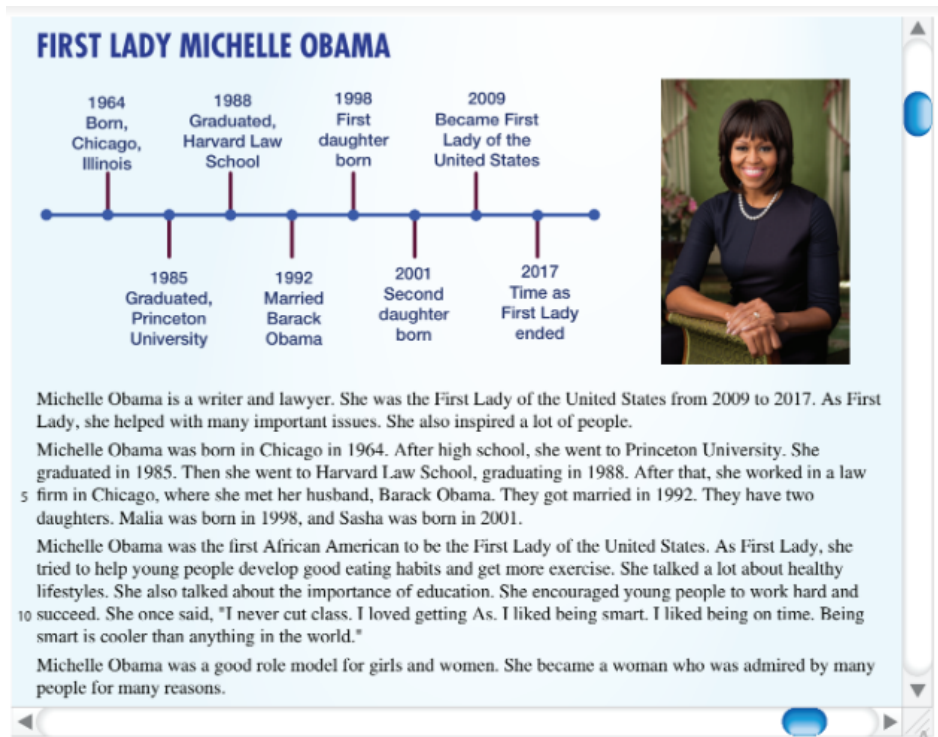 FIRST LADY MICHELLE OBAMA
1964
Born,
Chicago,
Illinois
1988
Graduated,
Harvard Law
School
1998
First
daughter
born
2009
Became First
Lady of the
United States
1985
Graduated,
Princeton
University
1992
Married
Barack
Obama
2001
Second
daughter
born
2017
Time as
First Lady
ended
Michelle Obama is a writer and lawyer. She was the First Lady of the United States from 2009 to 2017. As First
Lady, she helped with many important issues. She also inspired a lot of people.
Michelle Obama was born in Chicago in 1964. After high school, she went to Princeton University. She
graduated in 1985. Then she went to Harvard Law School, graduating in 1988. After that, she worked in a law
5 firm in Chicago, where she met her husband, Barack Obama. They got married in 1992. They have two
daughters. Malia was born in 1998, and Sasha was born in 2001.
Michelle Obama was the first African American to be the First Lady of the United States. As First Lady, she
tried to help young people develop good eating habits and get more exercise. She talked a lot about healthy
lifestyles. She also talked about the importance of education. She encouraged young people to work hard and
10 succeed. She once said, "I never cut class. I loved getting As. I liked being smart. I liked being on time. Being
smart is cooler than anything in the world."
Michelle Obama was a good role model for girls and women. She became a woman who was admired by many
people for many reasons.